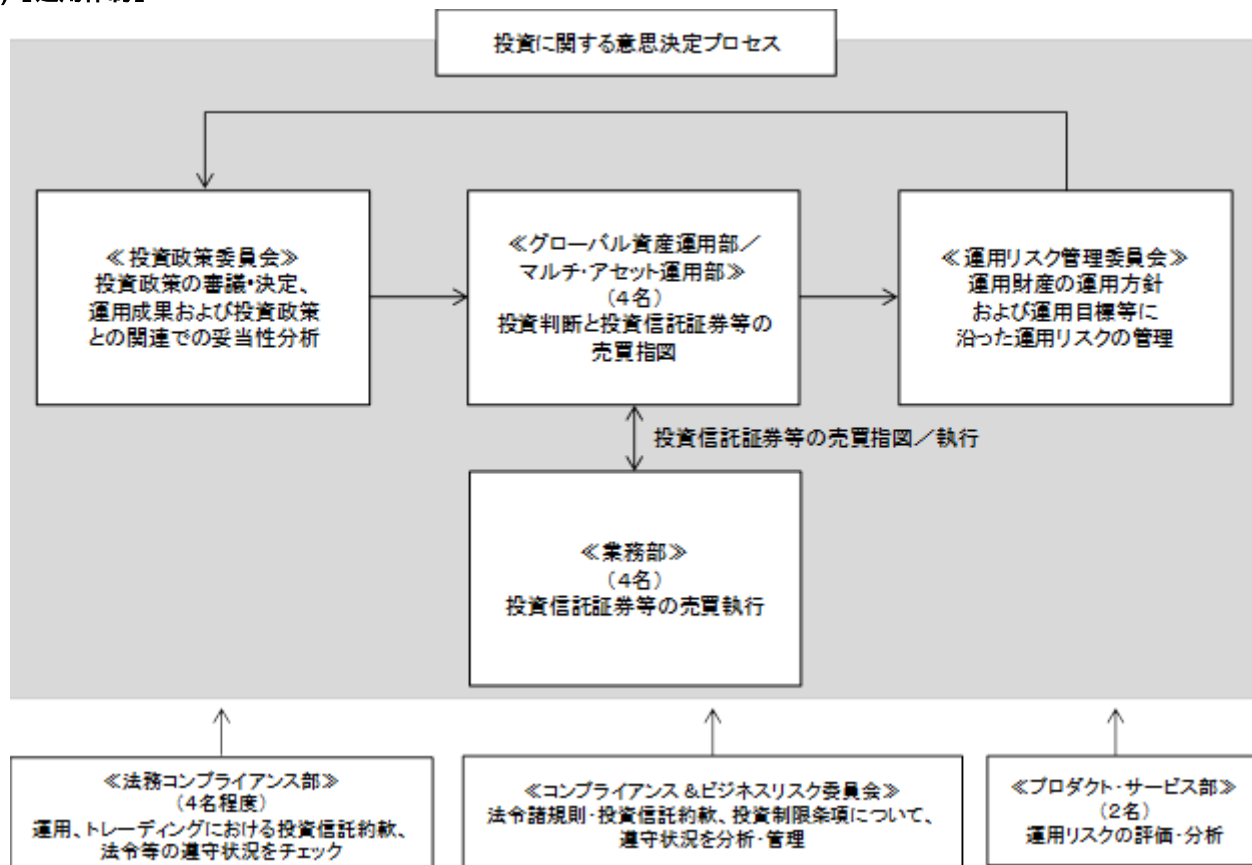 投資に関する意思決定プロセス
≪投資政策委員会≫
投資政策の審議・決定、
運用成果および投資政策
との関連での妥当性分析
≪グローバル資産運用部／
マルチ・アセット運用部≫
（4名）
投資判断と投資信託証券等の
売買指図
≪運用リスク管理委員会≫
運用財産の運用方針
および運用目標等に
沿った運用リスクの管理
投資信託証券等の売買指図／執行
≪業務部≫
（4名）
投資信託証券等の売買執行
≪法務コンプライアンス部≫
（4名程度）
運用、トレーディングにおける投資信託約款、
法令等の遵守状況をチェック
≪コンプライアンス＆ビジネスリスク委員会≫
法令諸規則・投資信託約款、投資制限条項について、
遵守状況を分析・管理
≪プロダクト・サービス部≫
（2名）
運用リスクの評価・分析